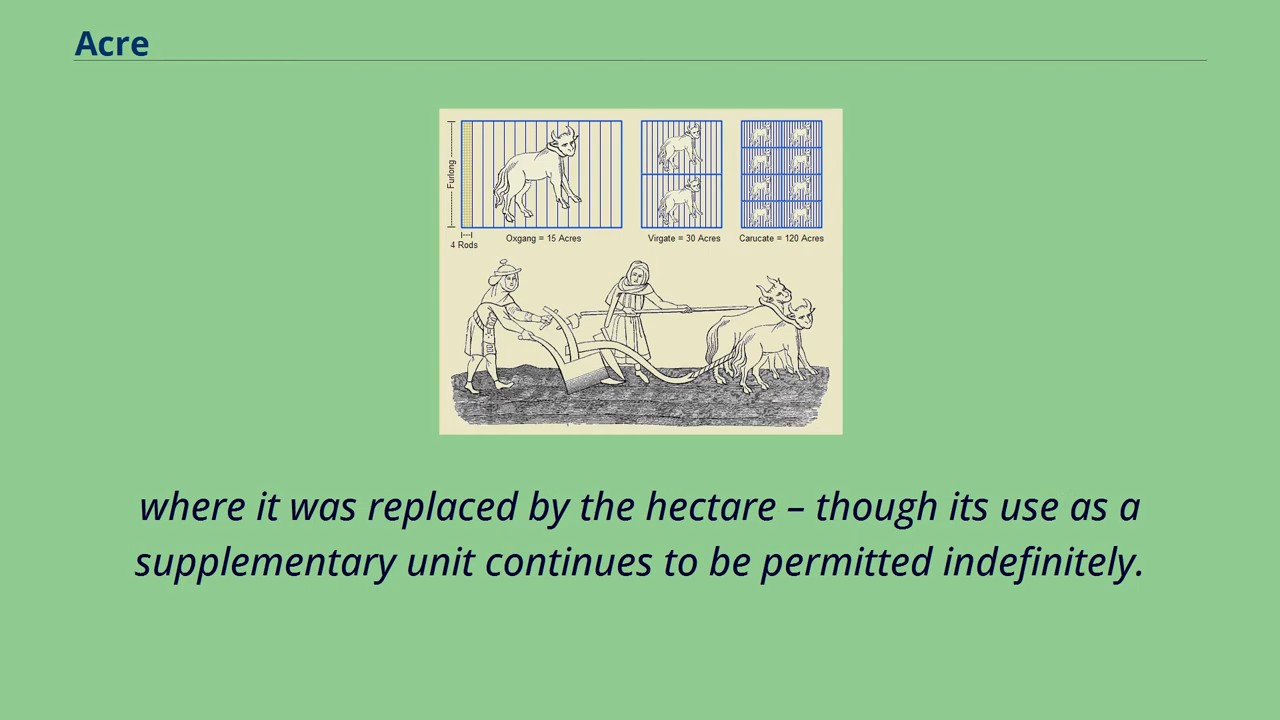 Acre
Furlong
4 Rods
Oxgang = 15 Acres
Virgate = 30 Acres
Carucate = 120 Acres
where it was replaced by the hectare – though its use as a
supplementary unit continues to be permitted indefinitely.